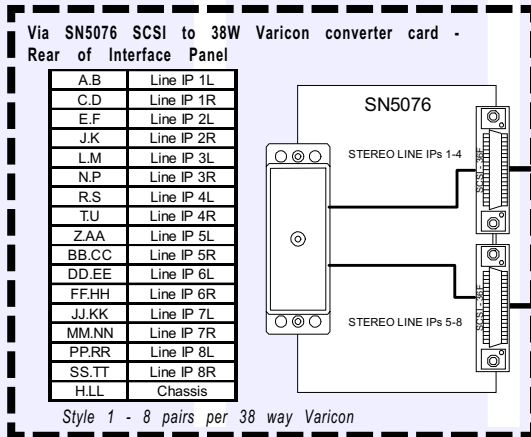 Via SN5076 SCSI to 38W Varicon converter card -
Rear of Interface Panel
A.B Line IP 1L
C.D Line IP 1R
E.F Line IP 2L
J.K Line IP 2R
L.M Line IP 3L
N.P Line IP 3R
R.S Line IP 4L
T.U Line IP 4R
Z.AA Line IP 5L
BB.CC Line IP 5R
DD.EE Line IP 6L
FF.HH Line IP 6R
JJ.KK Line IP 7L
MM.NN Line IP 7R
PP.RR Line IP 8L
SS.TT Line IP 8R
H.LL Chassis
SN5076
STEREO LINE IPs 1-4
SCSI - 36F
STEREO LINE IPs 5-8
SCSI - 36F
Style 1 - 8 pairs per 38 way Varicon